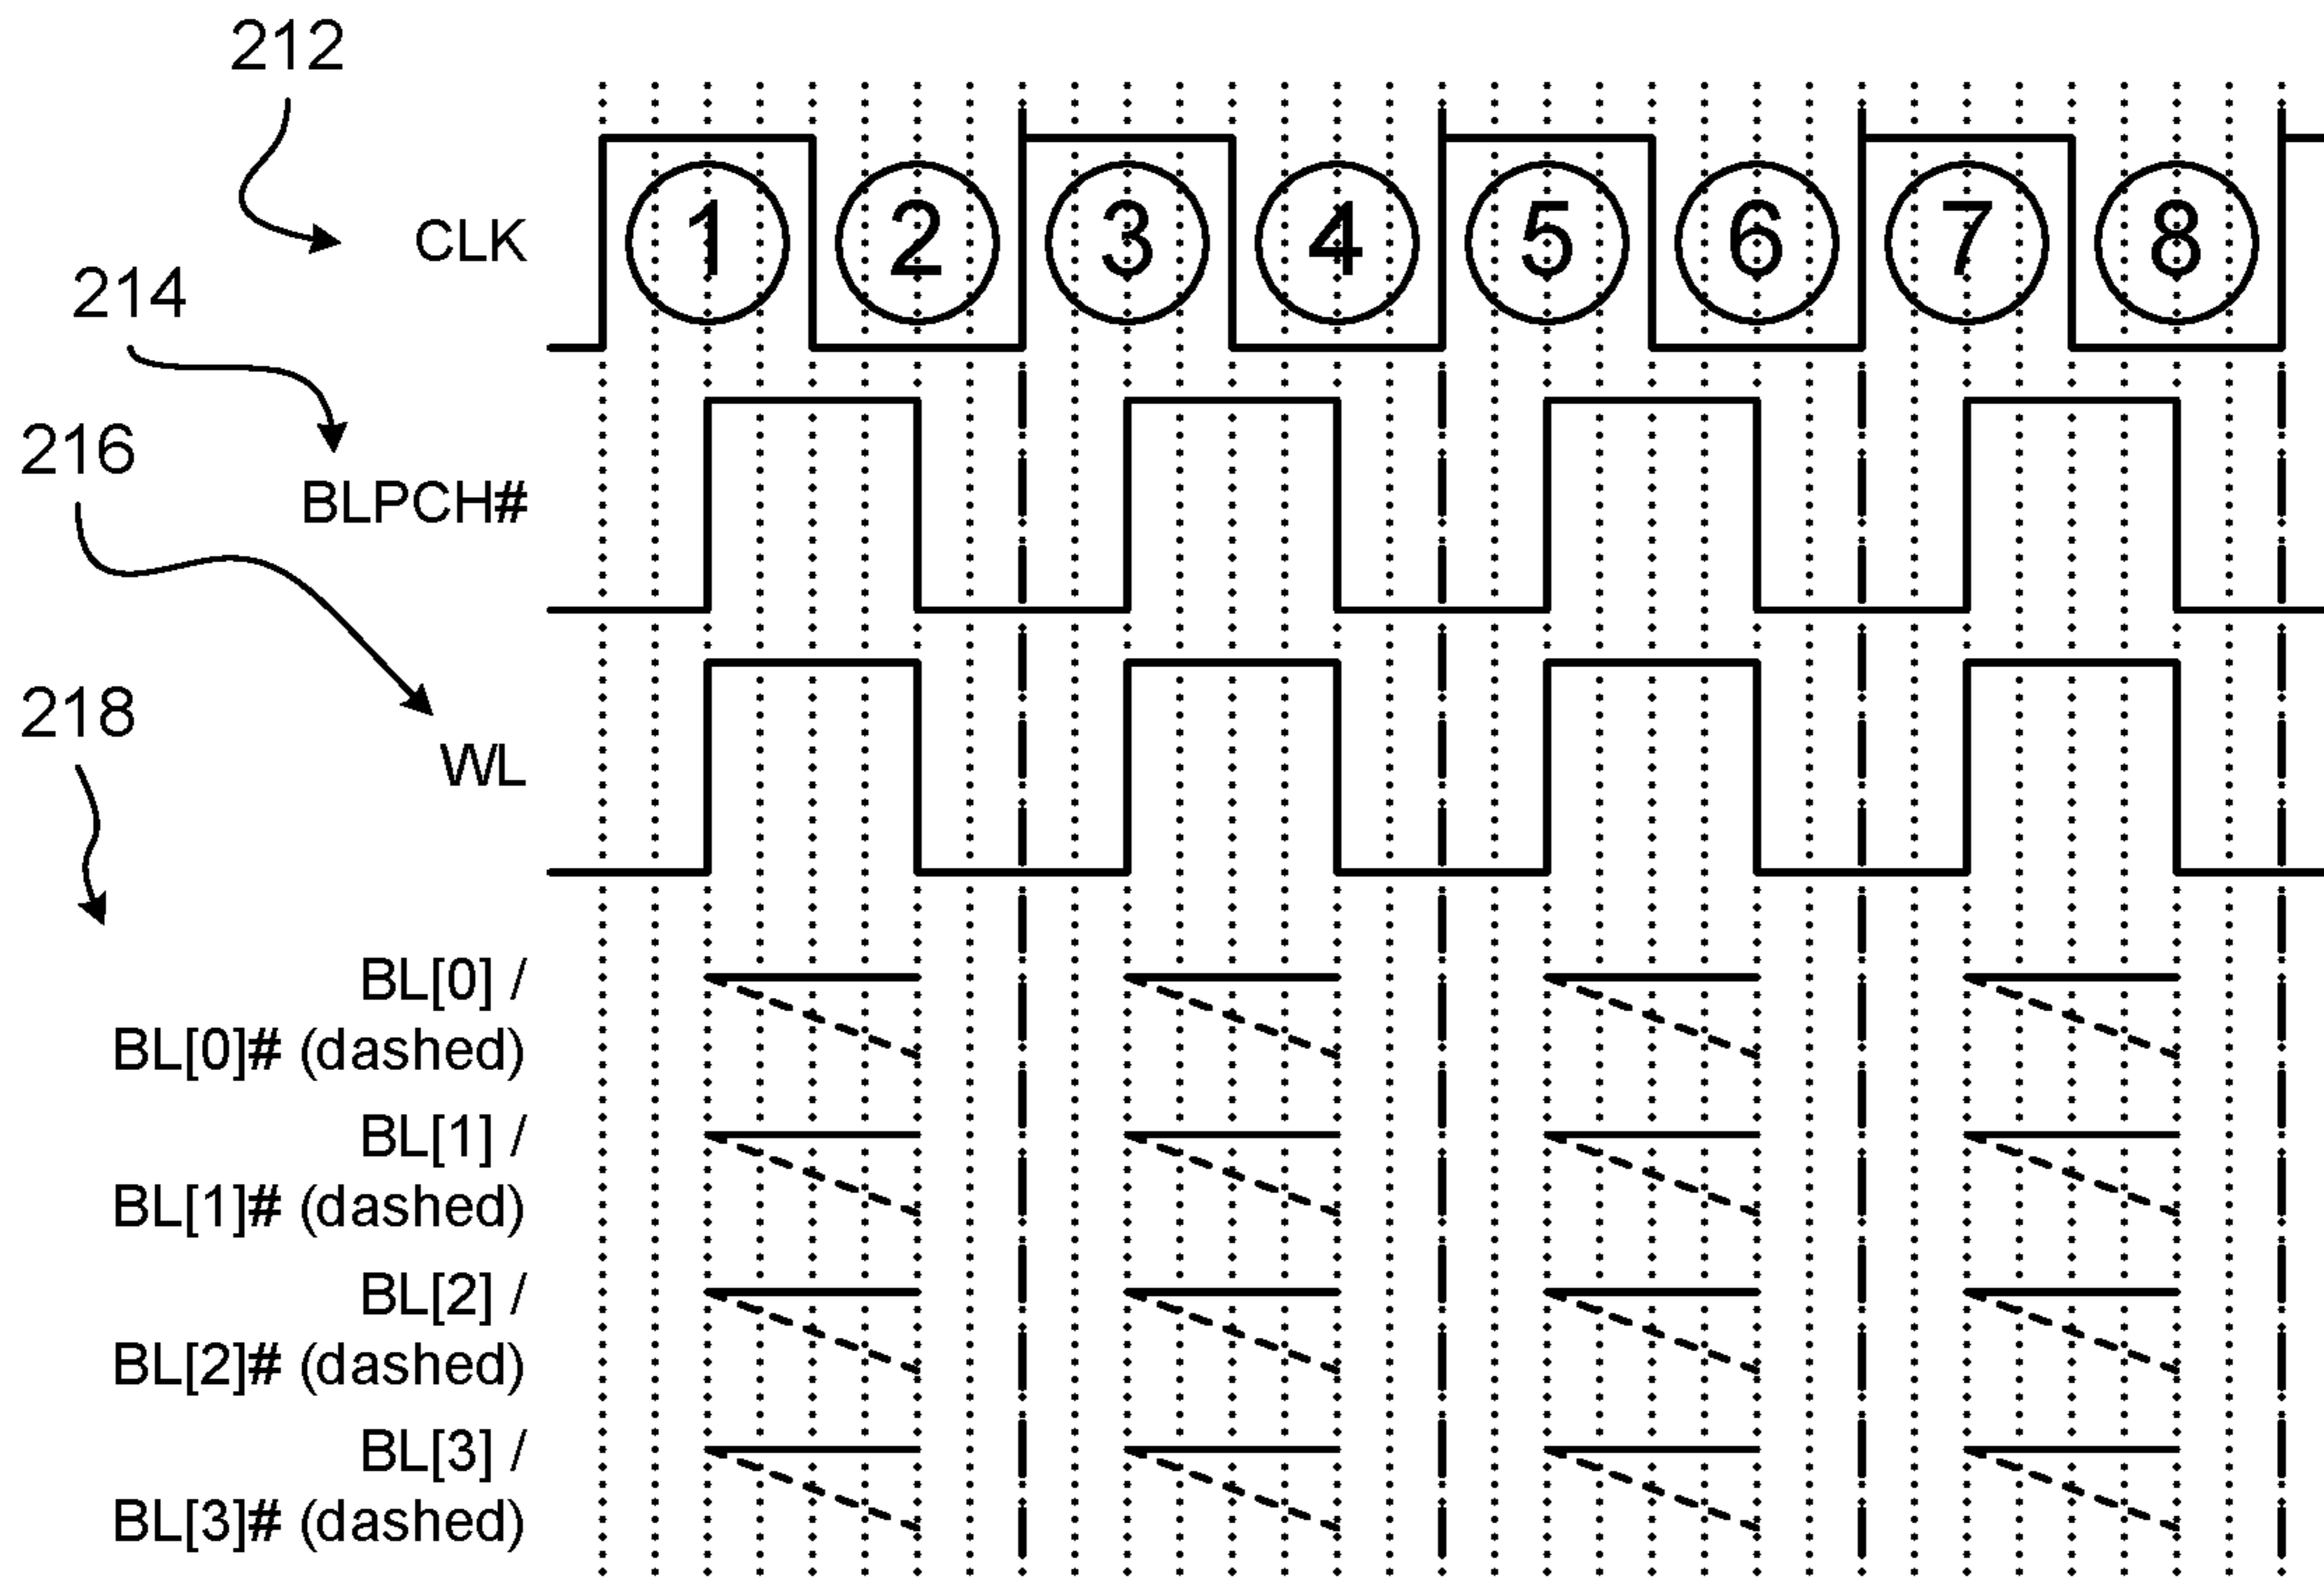 212
CLK
1 2 3 4 5 6 7 8
214
216
BLPCH#
218
WL
BL[0] /
BL[0]# (dashed)
BL[1] /
BL[1]# (dashed)
BL[2] /
BL[2]# (dashed)
BL[3] /
BL[3]# (dashed)